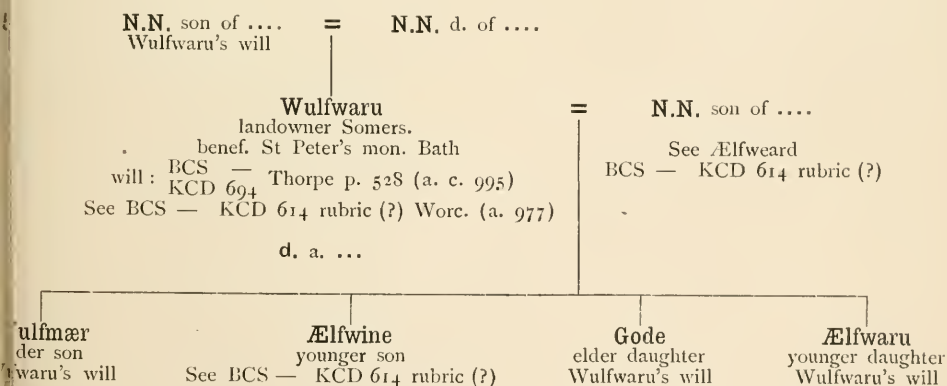 N.N. son of .... = N.N. d. of ....
Wulfwaru's will
Wulfwaru = N.N. son of ....
landowner Somers.
benef. St Peter's mon. Bath
See Ælfweard
will : BCS — KCD 694 Thorpe p. 528 (a. c. 995)
BCS — KCD 614 rubric (?)
See BCS — KCD 614 rubric (?) Worc. (a. 977)
d. a. ...
ulfmær
der son
waru's will
Ælfwine
younger son
See BCS — KCD 614 rubric (?)
Gode
elder daughter
Wulfwaru's will
Ælfwaru
younger daughter
Wulfwaru's will